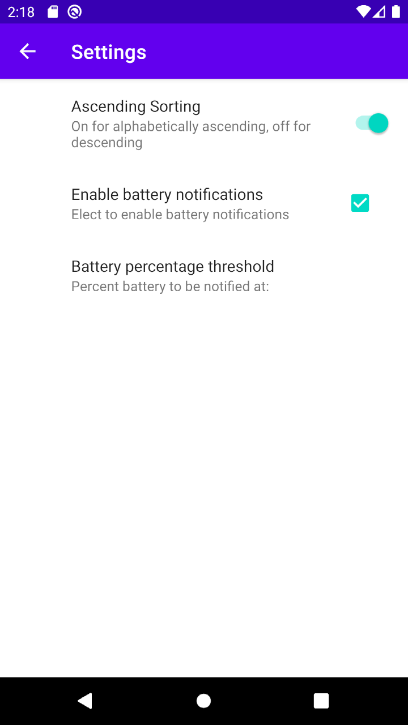 2:18
Settings
Ascending Sorting
On for alphabetically ascending, off for
descending
Enable battery notifications
Elect to enable battery notifications
Battery percentage threshold
Percent battery to be notified at: